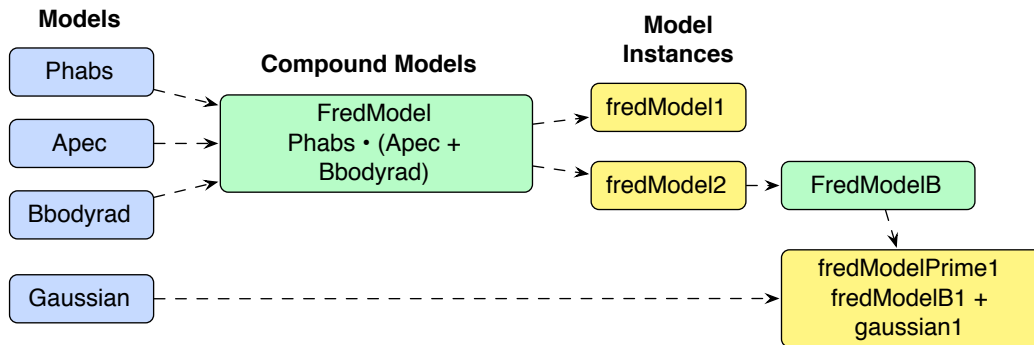 Models
Phabs
Apec
Bbodyrad
Gaussian
Compound Models
FredModel
Phabs • (Apec +
Bbodyrad)
Model
Instances
fredModel1
fredModel2
FredModelB
fredModelPrime1
fredModelB1 +
gaussian1